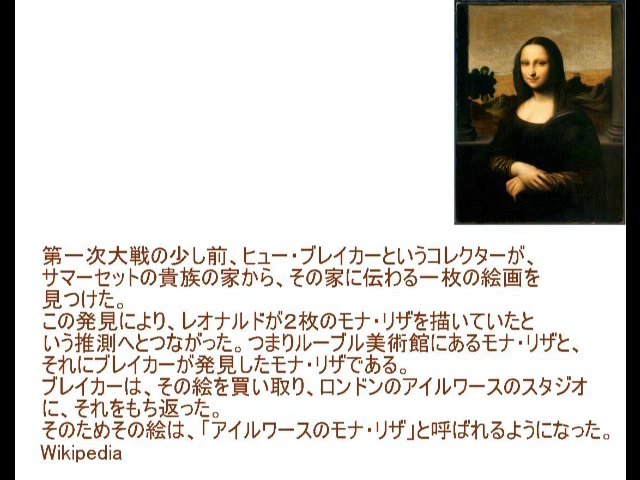 第一次大戦の少し前、ヒュー・ブレイカーというコレクターが、
サマーセットの貴族の家から、その家に伝わる一枚の絵画を
見つけた。
この発見により、レオナルドが２枚のモナ・リザを描いていたと
いう推測へとつながった。つまりルーブル美術館にあるモナ・リザと、
それにブレイカーが発見したモナ・リザである。
ブレイカーは、その絵を買い取り、ロンドンのアイルワースのスタジオ
に、それをもち返った。
そのためその絵は、「アイルワースのモナ・リザ」と呼ばれるようになった。
Wikipedia